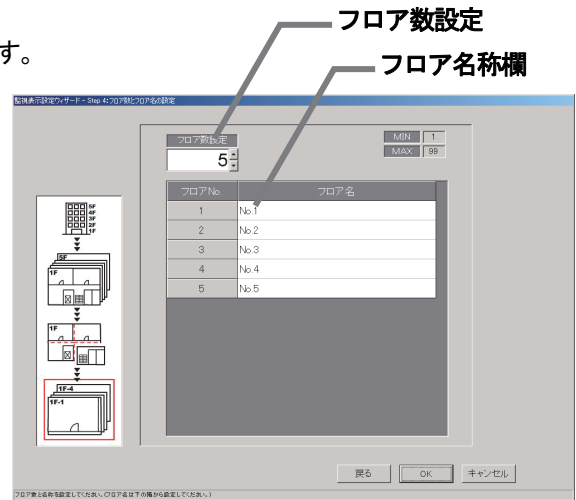 フロア数設定
す。
フロア名称欄
監視表示設定ウィザード - Step 4:フロア数とフロア名の設定
フロア数設定
5
MIN 1
MAX 99
フロアNo. フロア名
1 No.1
2 No.2
3 No.3
4 No.4
5 No.5
5F
4F
3F
2F
1F
5F
1F
1F
1F-4
1F-1
戻る OK キャンセル
フロア数と名称を設定してください。(フロア名は下の階から設定してください。)